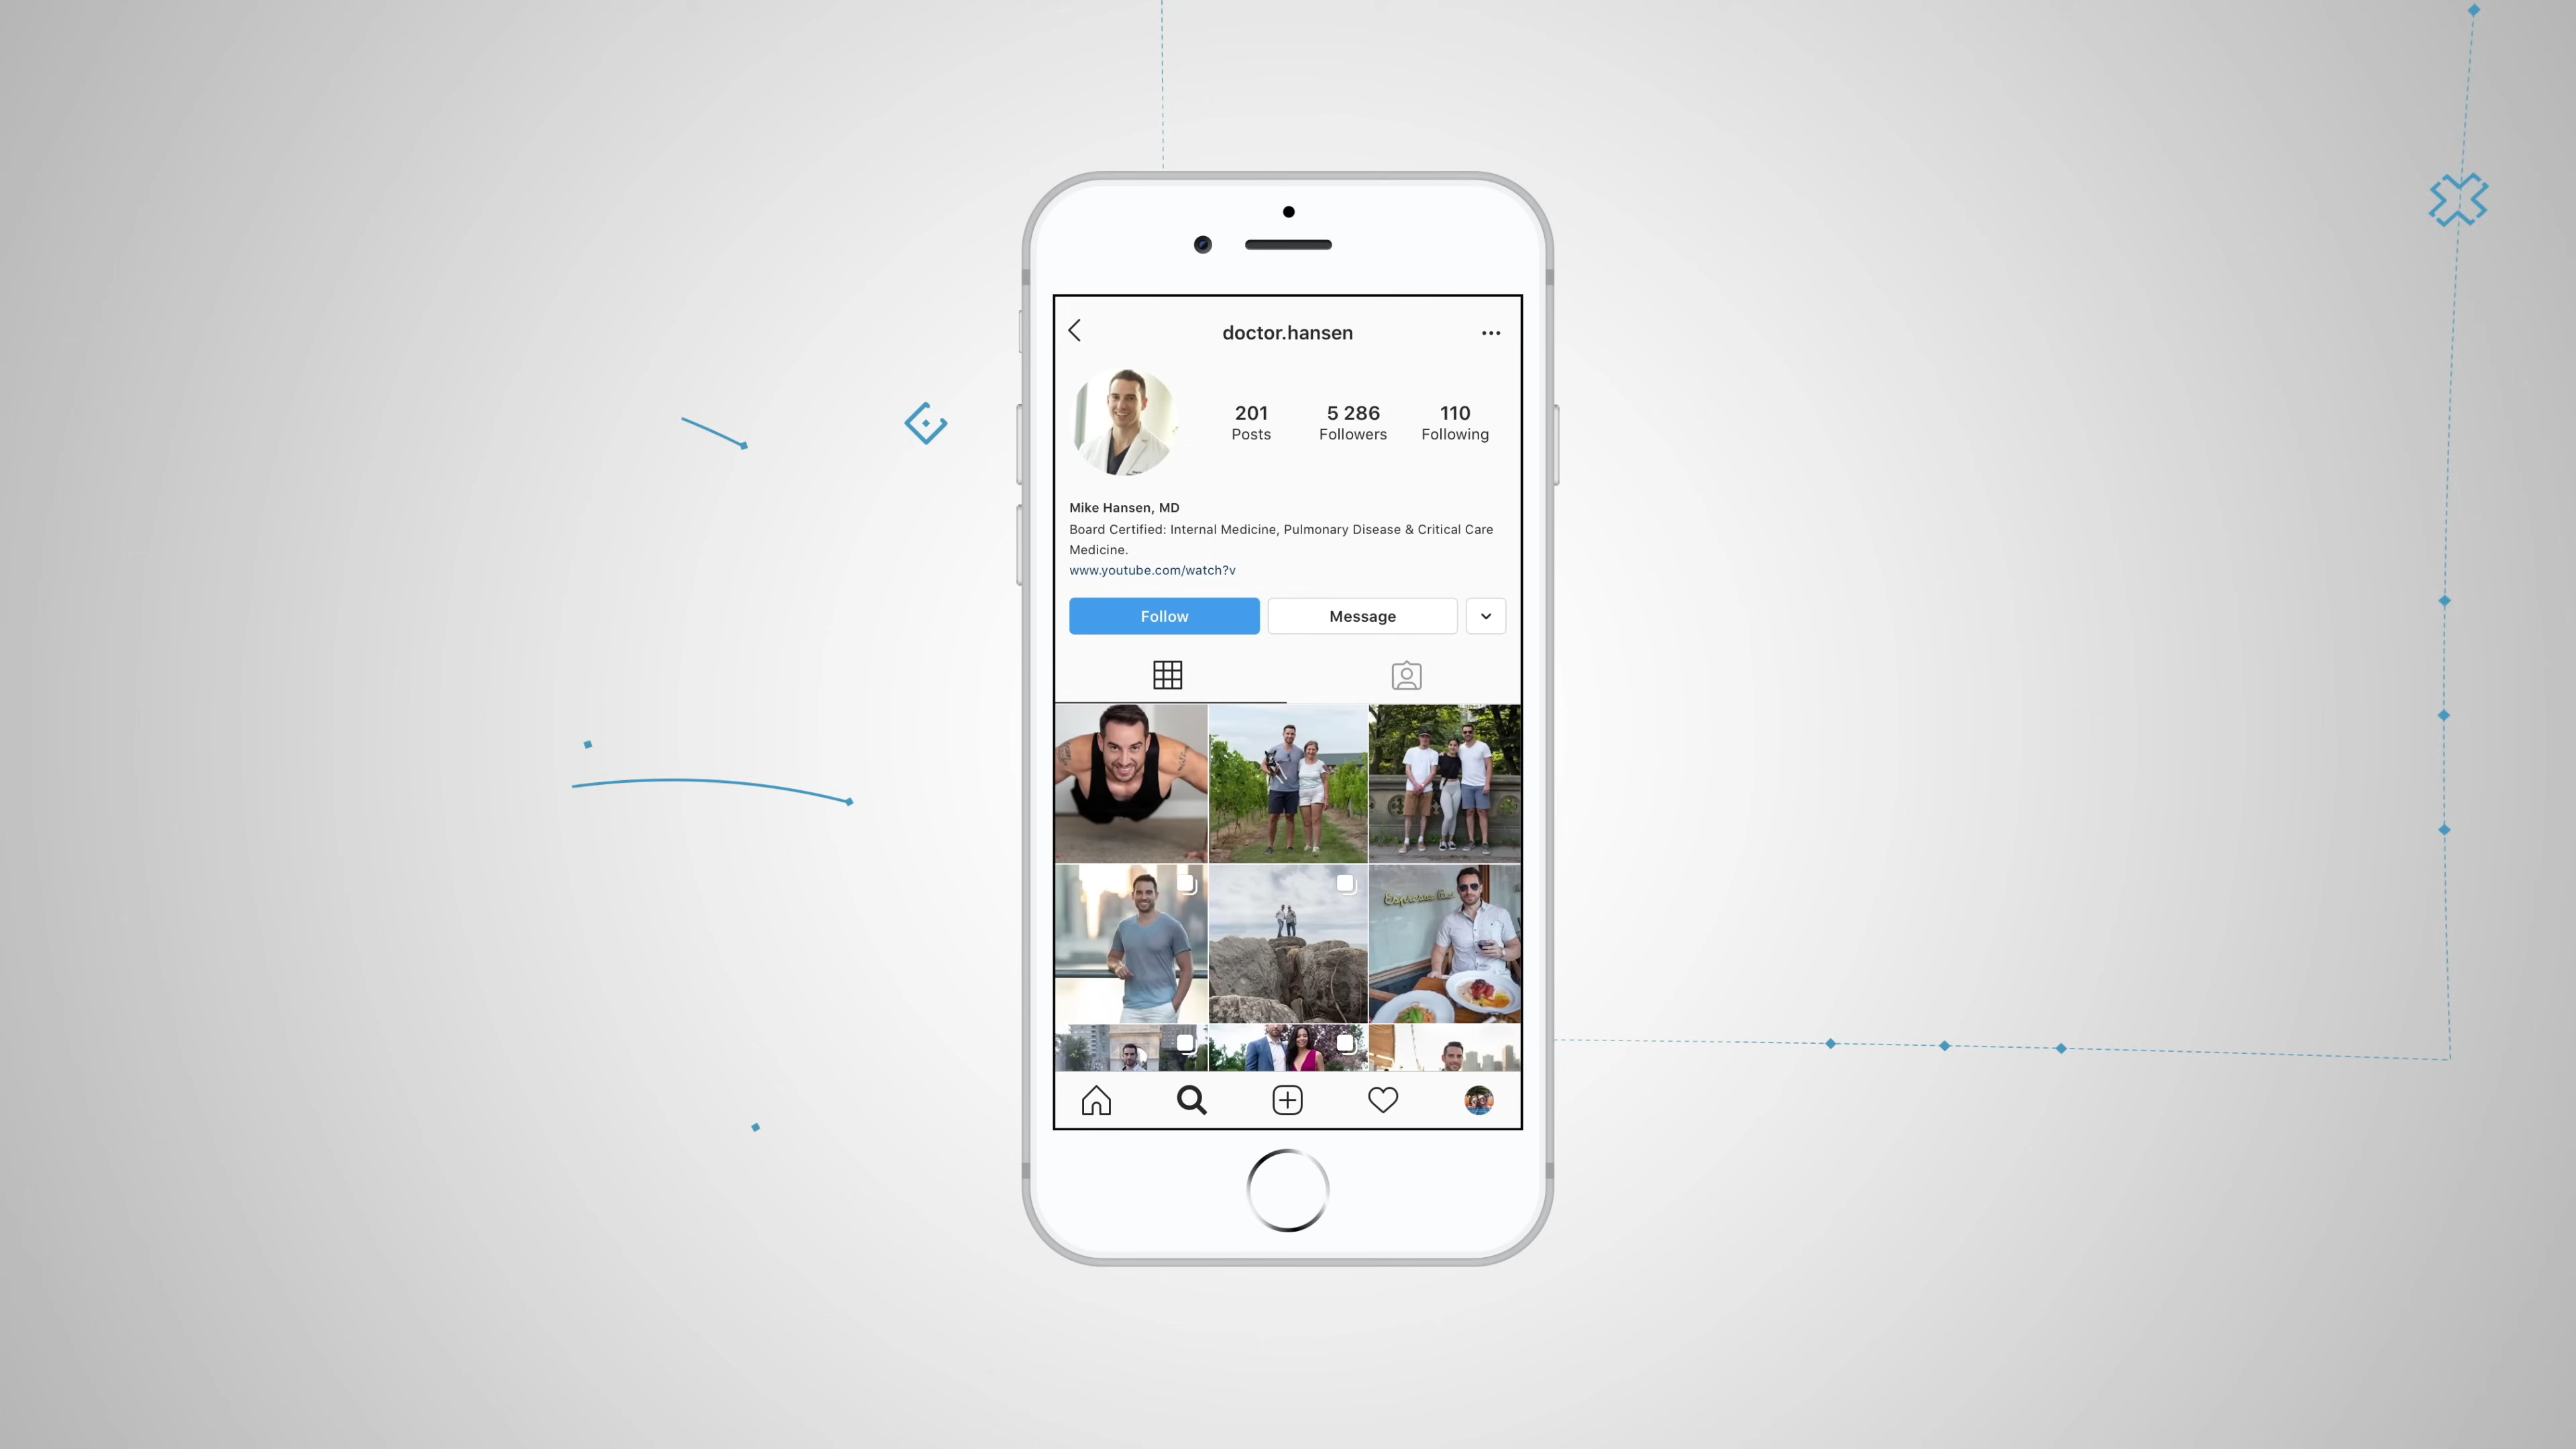 doctor.hansen
201 5 286 110
Posts Followers Following
Mike Hansen, MD
Board Certified: Internal Medicine, Pulmonary Disease & Critical Care
Medicine.
www.youtube.com/watch?v
Follow Message
Espresso